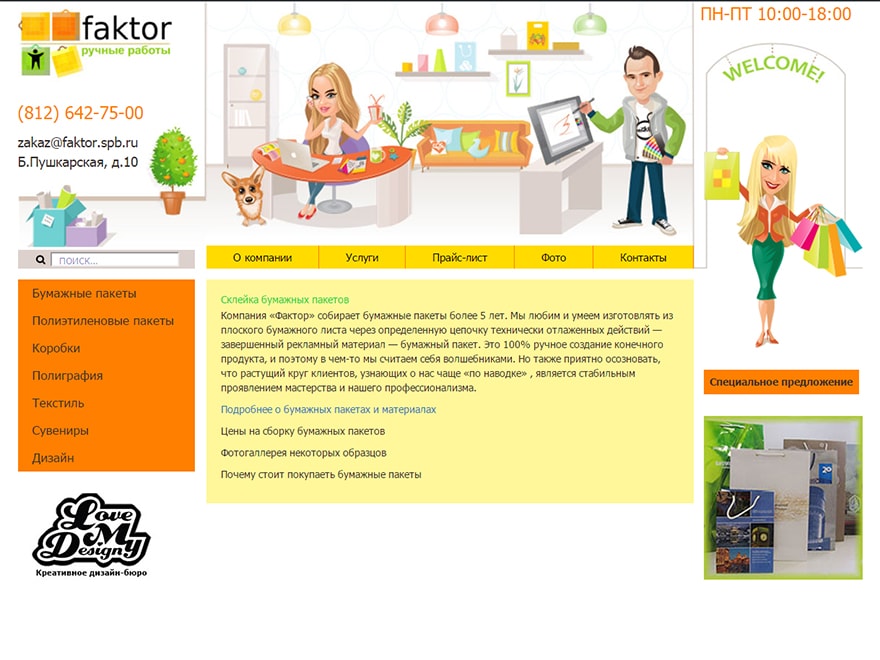 faktor
ручные работы
(812) 642-75-00
zakaz@faktor.spb.ru
Б.Пушкарская, д.10
поиск...
ПН-ПТ 10:00-18:00
WELCOME!
О компании
Услуги
Прайс-лист
Фото
Контакты
Бумажные пакеты
Полиэтиленовые пакеты
Коробки
Полиграфия
Текстиль
Сувениры
Дизайн
Love
My
Design
Креативное дизайн-бюро
Склейка бумажных пакетов
Компания «Фактор» собирает бумажные пакеты более 5 лет. Мы любим и умеем изготовлять из
плоского бумажного листа через определенную цепочку технически отлаженных действий —
завершенный рекламный материал — бумажный пакет. Это 100% ручное создание конечного
продукта, и поэтому в чем-то мы считаем себя волшебниками. Но также приятно осозновать,
что растущий круг клиентов, узнающих о нас чаще «по наводке» , является стабильным
проявлением мастерства и нашего профессионализма.
Подробнее о бумажных пакетах и материалах
Цены на сборку бумажных пакетов
Фотогаллерея некоторых образцов
Почему стоит покупаеть бумажные пакеты
Специальное предложение
20